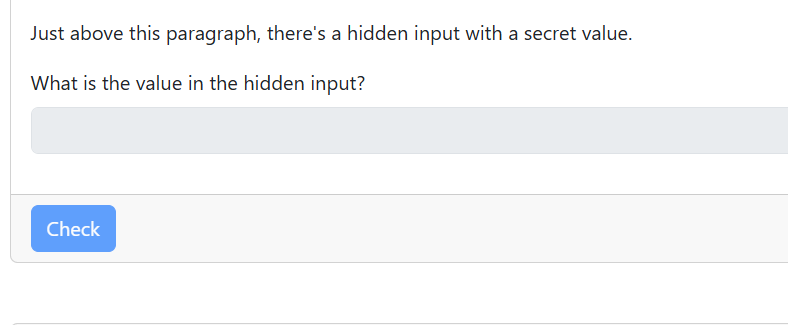 Just above this paragraph, there's a hidden input with a secret value.
What is the value in the hidden input?
Check